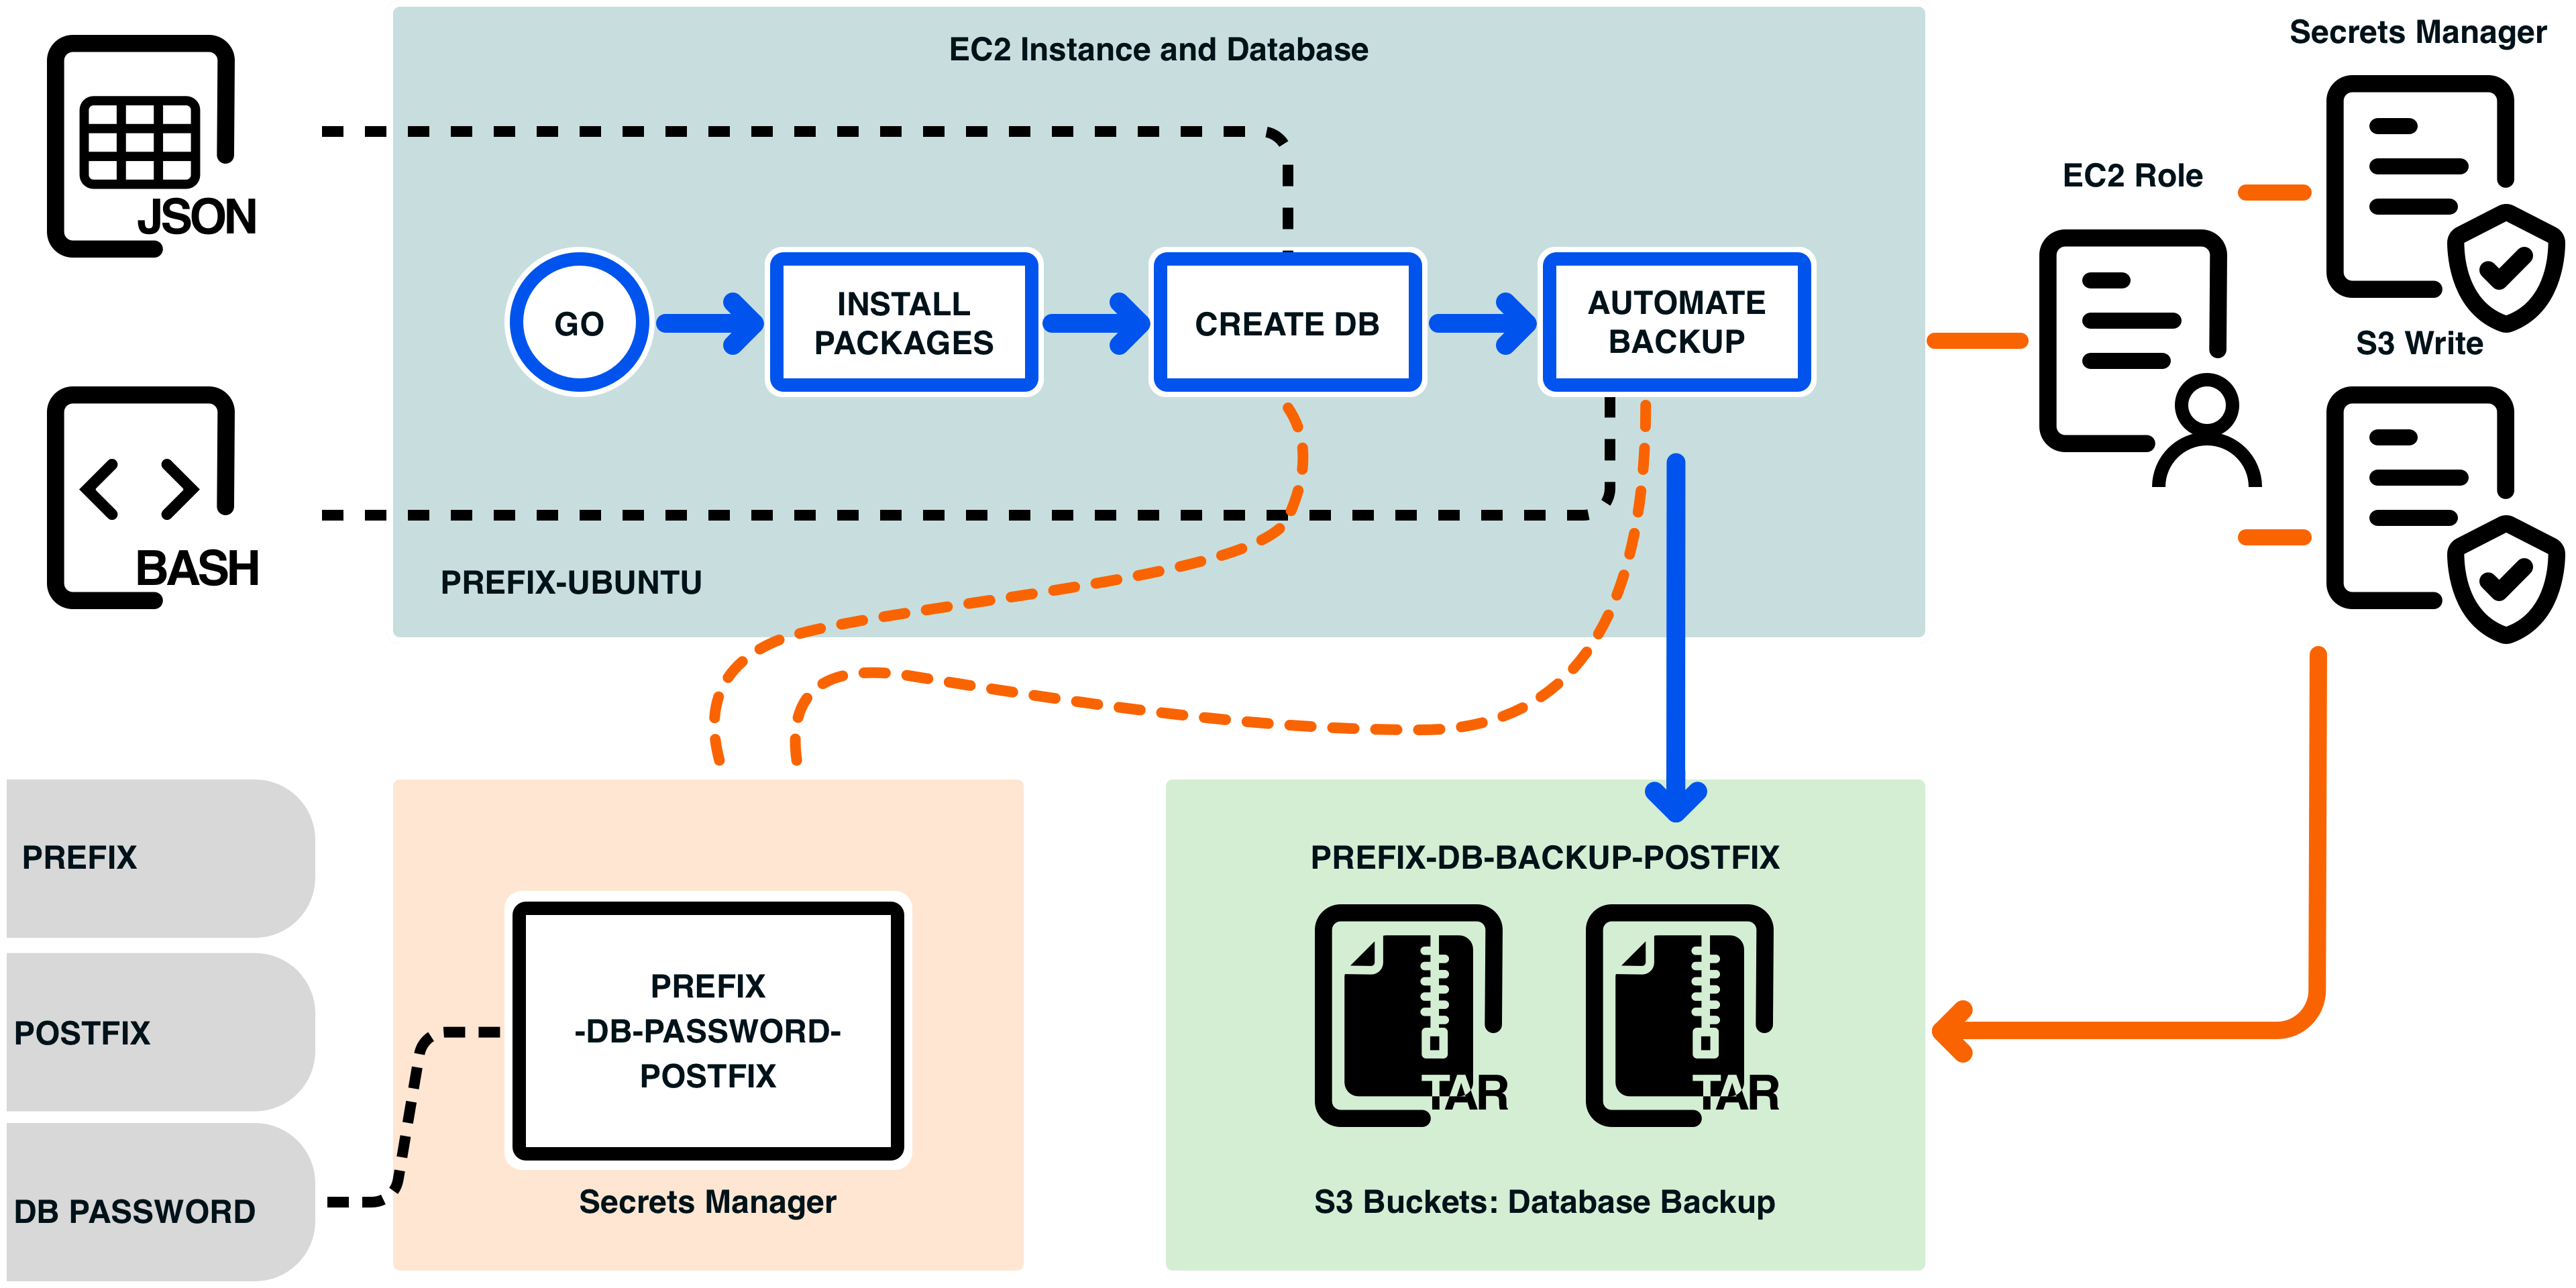 EC2 Instance and Database
Secrets Manager
JSON
EC2 Role
GO
INSTALL
PACKAGES
CREATE DB
AUTOMATE
BACKUP
S3 Write
BASH
PREFIX-UBUNTU
PREFIX
POSTFIX
DB PASSWORD
PREFIX
-DB-PASSWORD-
POSTFIX
Secrets Manager
PREFIX-DB-BACKUP-POSTFIX
TAR
TAR
S3 Buckets: Database Backup